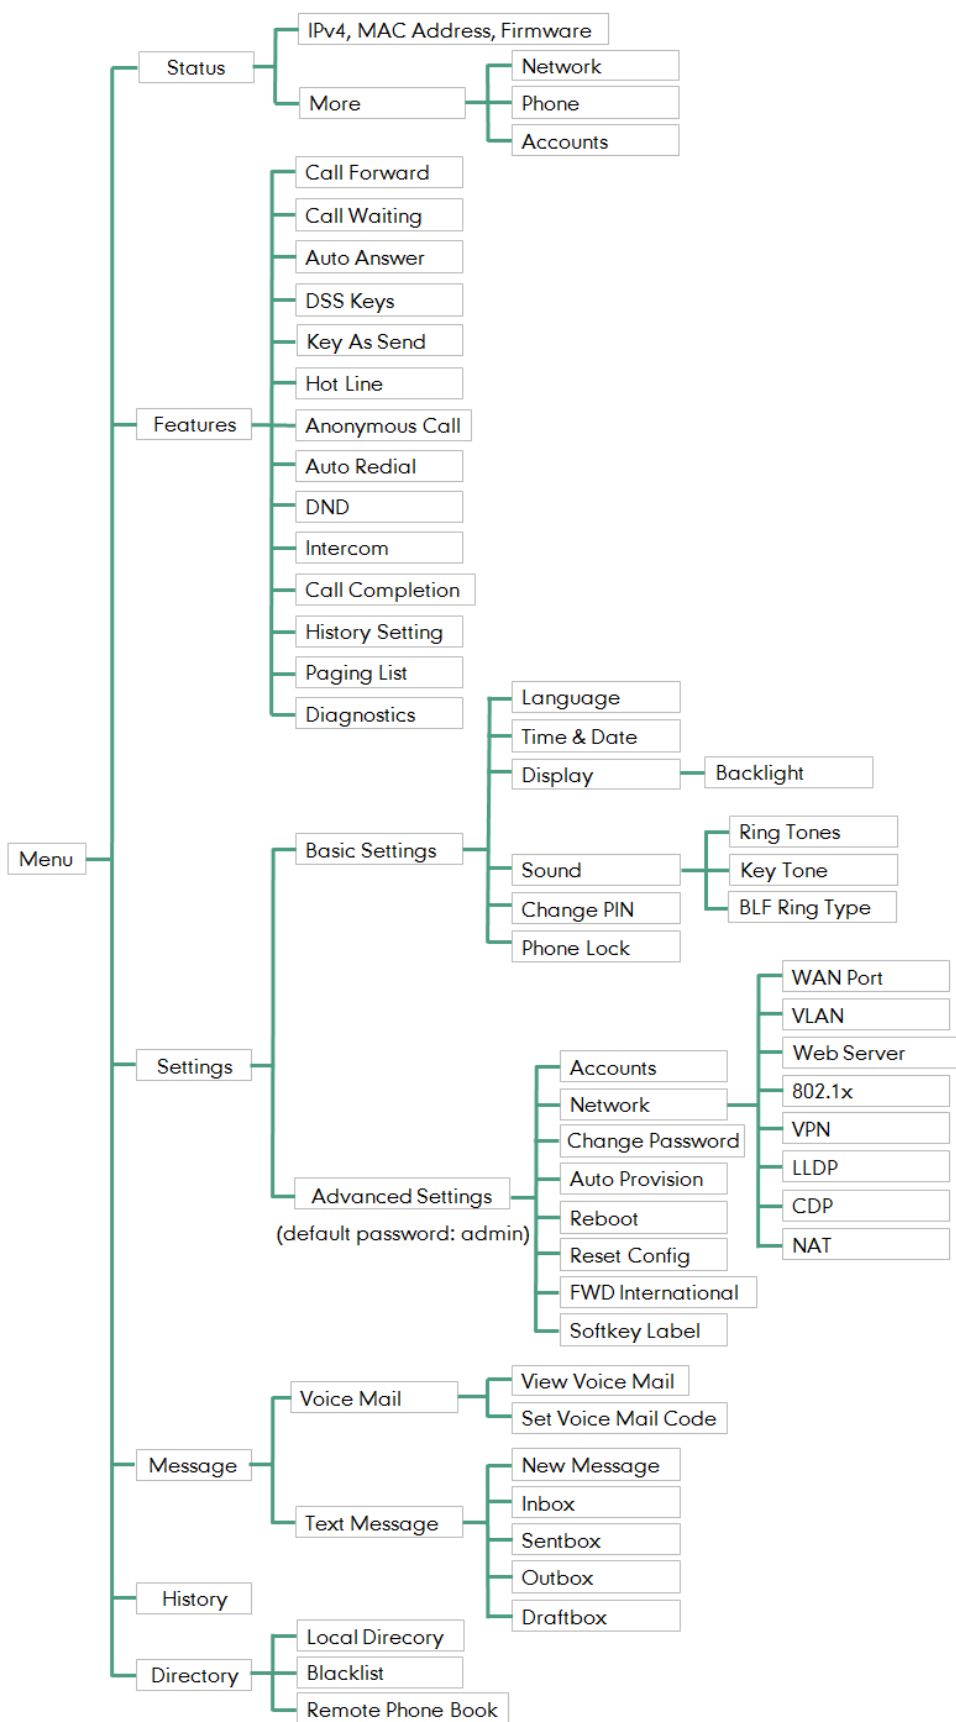 IPv4, MAC Address, Firmware
Status
Network
More
Phone
Accounts
Call Forward
Call Waiting
Auto Answer
DSS Keys
Key As Send
Hot Line
Features
Anonymous Call
Auto Redial
DND
Intercom
Call Completion
History Setting
Paging List
Diagnostics
Language
Time & Date
Display
Backlight
Menu
Basic Settings
Ring Tones
Sound
Key Tone
Change PIN
BLF Ring Type
Phone Lock
WAN Port
VLAN
Web Server
Settings
Accounts
802.1x
Network
VPN
Change Password
LLDP
Auto Provision
Advanced Settings
(default password: admin)
CDP
Reboot
NAT
Reset Config
FWD International
Softkey Label
View Voice Mail
Voice Mail
Set Voice Mail Code
Message
New Message
Inbox
Text Message
Sentbox
Outbox
Draftbox
History
Local Direcory
Directory
Blacklist
Remote Phone Book